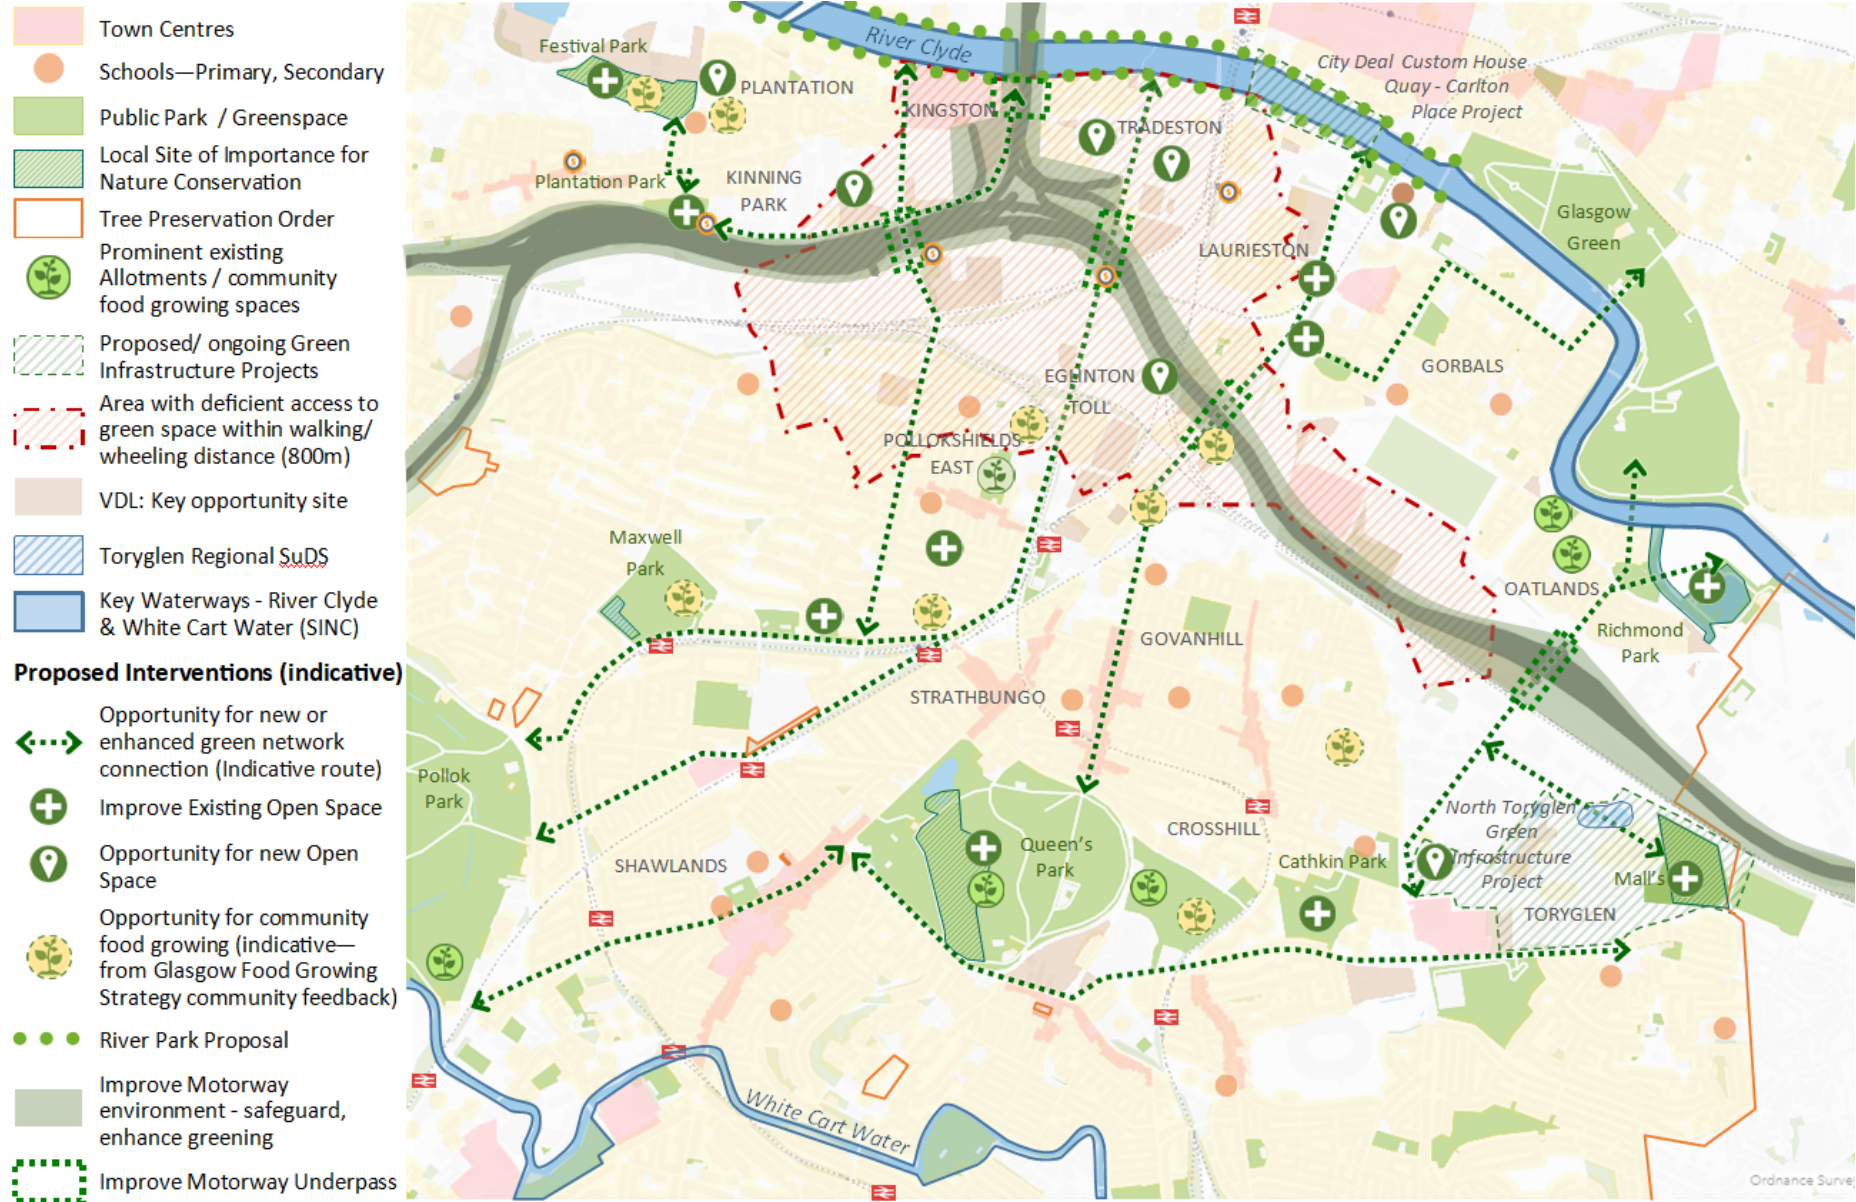 Town Centres
Schools—Primary, Secondary
Public Park / Greenspace
Local Site of Importance for
Nature Conservation
Tree Preservation Order
Prominent existing
Allotments / community
food growing spaces
Proposed/ ongoing Green
Infrastructure Projects
Area with deficient access to
green space within walking/
wheeling distance (800m)
VDL: Key opportunity site
Toryglen Regional SuDS
Key Waterways - River Clyde
& White Cart Water (SINC)
Proposed Interventions (indicative)
Opportunity for new or
enhanced green network
connection (Indicative route)
Improve Existing Open Space
Opportunity for new Open
Space
Opportunity for community
food growing (indicative—
from Glasgow Food Growing
Strategy community feedback)
River Park Proposal
Improve Motorway
environment - safeguard,
enhance greening
Improve Motorway Underpass
Festival Park
River Clyde
City Deal Custom House
Quay - Carlton
Place Project
PLANTATION
KINGSTON
TRADESTON
Plantation Park
KINNING
PARK
Glasgow
Green
LAURIESTON
GORBALS
EGLINTON
TOLL
POLLOKSHIELDS
EAST
Maxwell
Park
OATLANDS
Richmond
Park
GOVANHILL
STRATHBUNGO
Pollok
Park
North Toryglen
Green
Infrastructure
Project
CROSSHILL
Queen's
Park
Cathkin Park
SHAWLANDS
Mall's
TORYGLEN
White Cart Water
Ordnance Survey